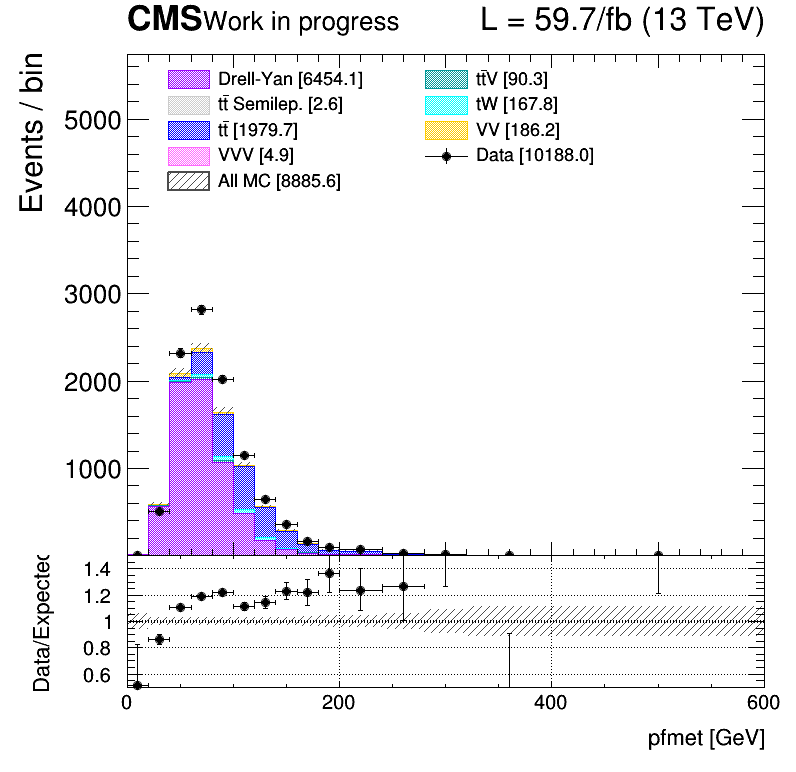 CMS Work in progress L = 59.7/fb (13 TeV)
Events / bin
Drell-Yan [6454.1] tt̄V [90.3]
tt̄ Semilep. [2.6] tW [167.8]
tt̄ [1979.7] VV [186.2]
VVV [4.9] Data [10188.0]
All MC [8885.6]
5000
4000
3000
2000
1000
Data/Expected
1.4
1.2
1
0.8
0.6
0 200 400 600
pfmet [GeV]